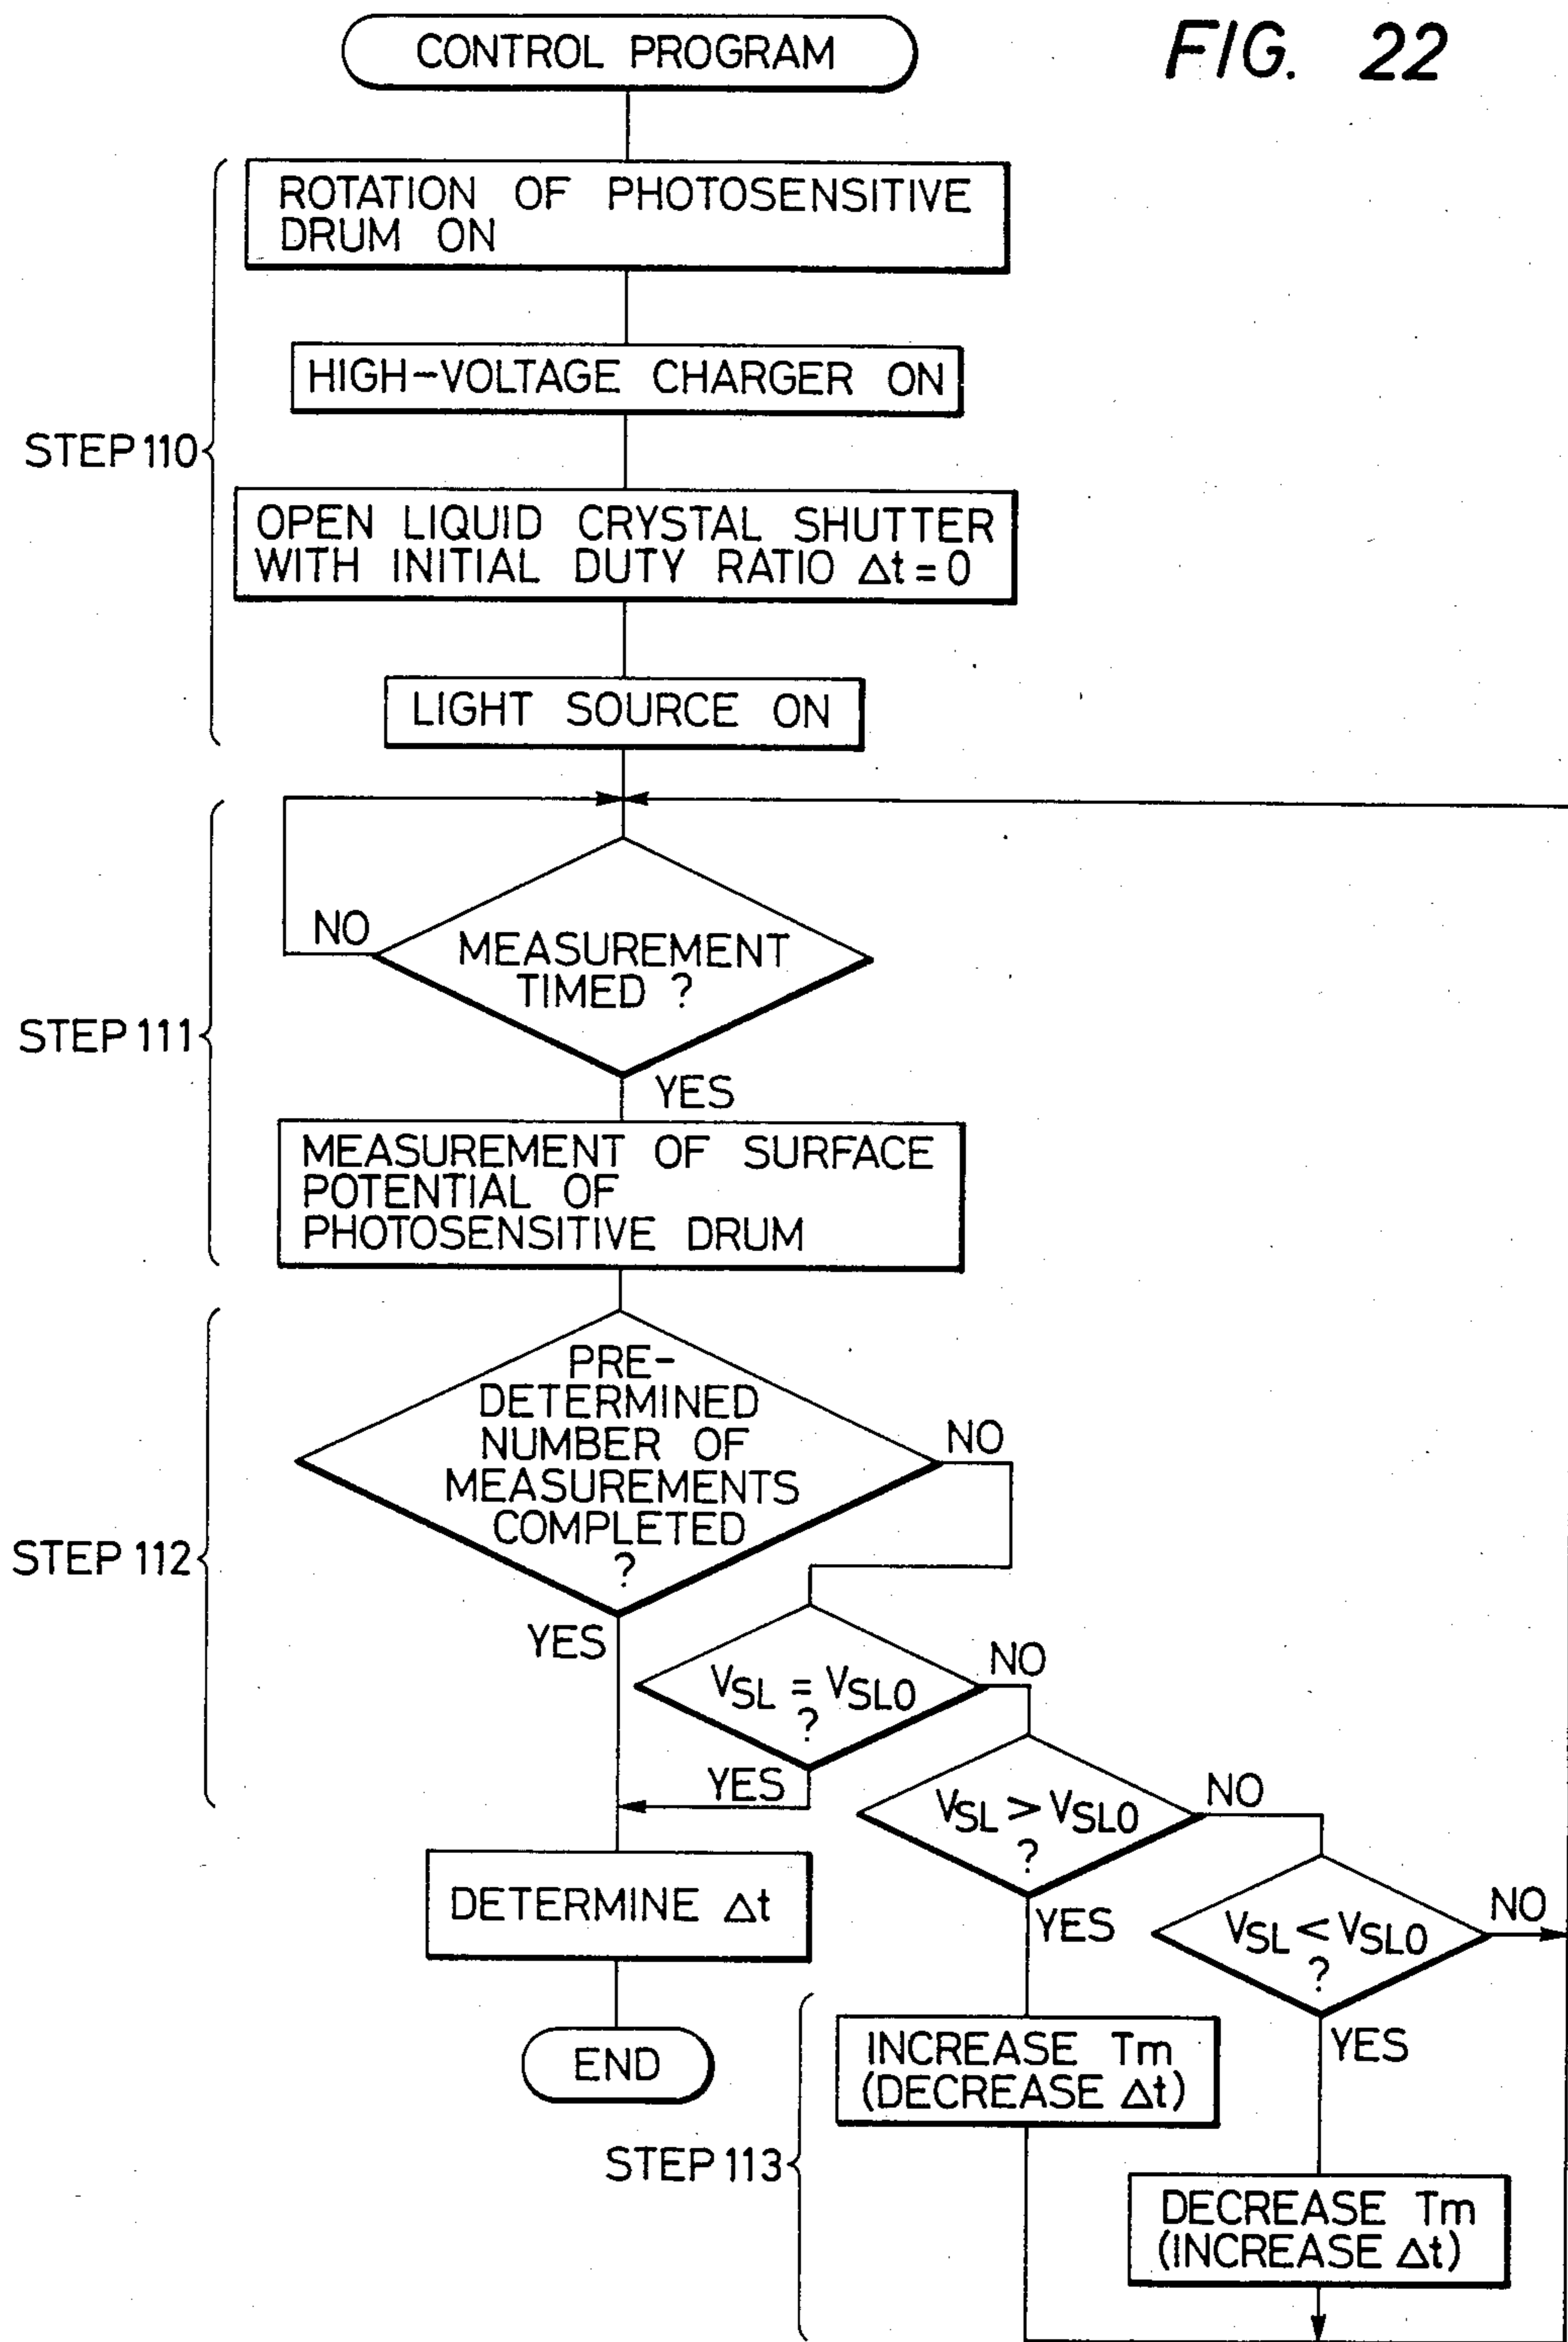 FIG. 22
CONTROL PROGRAM
ROTATION OF PHOTOSENSITIVE
DRUM ON
HIGH-VOLTAGE CHARGER ON
STEP 110
OPEN LIQUID CRYSTAL SHUTTER
WITH INITIAL DUTY RATIO Δt = 0
LIGHT SOURCE ON
NO
MEASUREMENT
TIMED ?
STEP 111
YES
MEASUREMENT OF SURFACE
POTENTIAL OF
PHOTOSENSITIVE DRUM
PRE-
DETERMINED
NUMBER OF
MEASUREMENTS
COMPLETED
?
NO
STEP 112
YES
VSL = VSLO
?
NO
YES
VSL > VSLO
?
NO
YES
DETERMINE Δt
VSL < VSLO
?
NO
YES
END
INCREASE Tm
(DECREASE Δt)
STEP 113
DECREASE Tm
(INCREASE Δt)